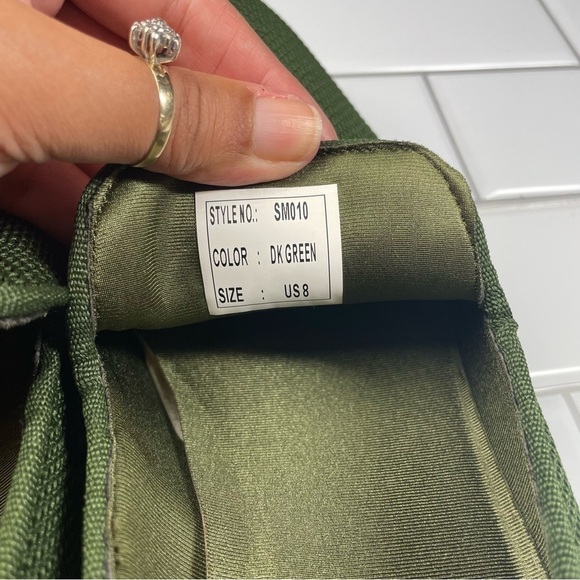 STYLE NO.: SM010
COLOR : DK GREEN
SIZE : US 8